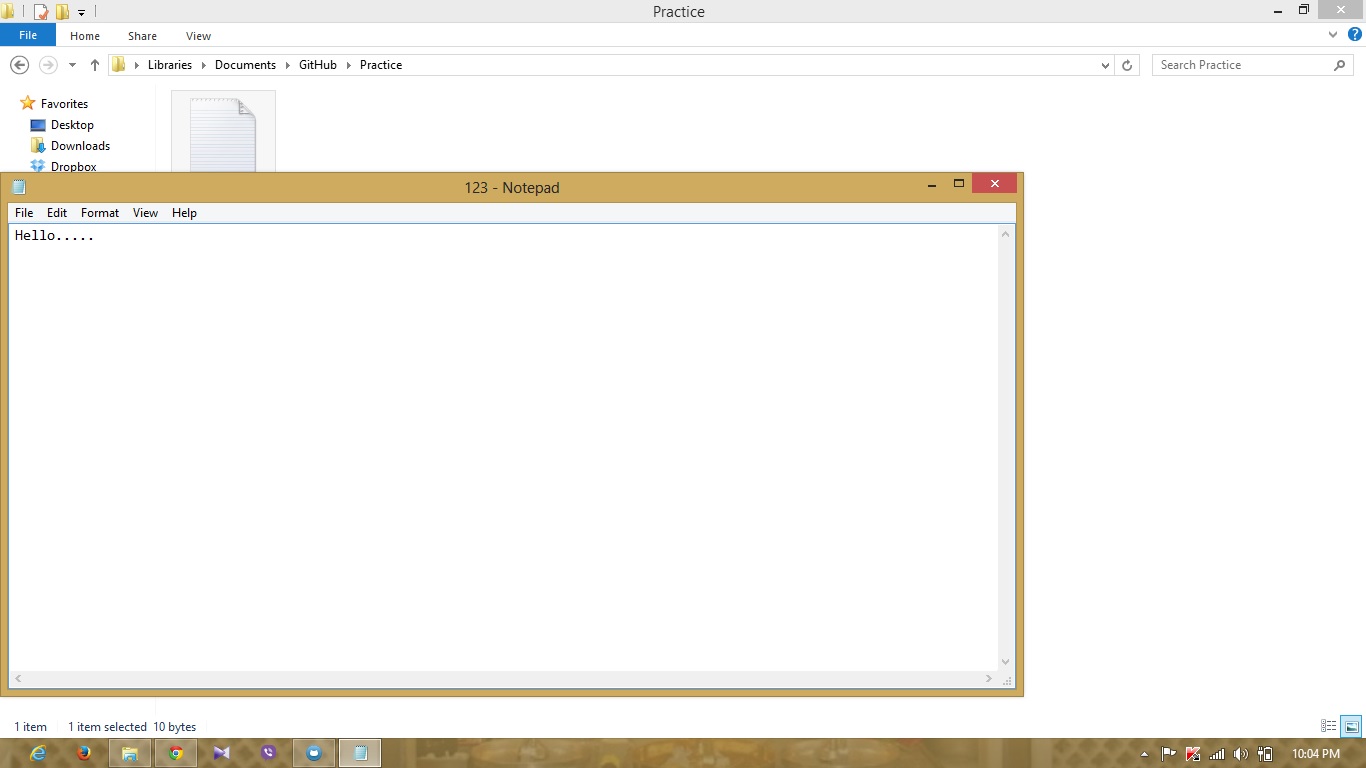 Practice
File Home Share View
Libraries Documents GitHub Practice
Search Practice
Favorites
Desktop
Downloads
Dropbox
123 - Notepad
File Edit Format View Help
Hello.....
1 item 1 item selected 10 bytes
10:04 PM